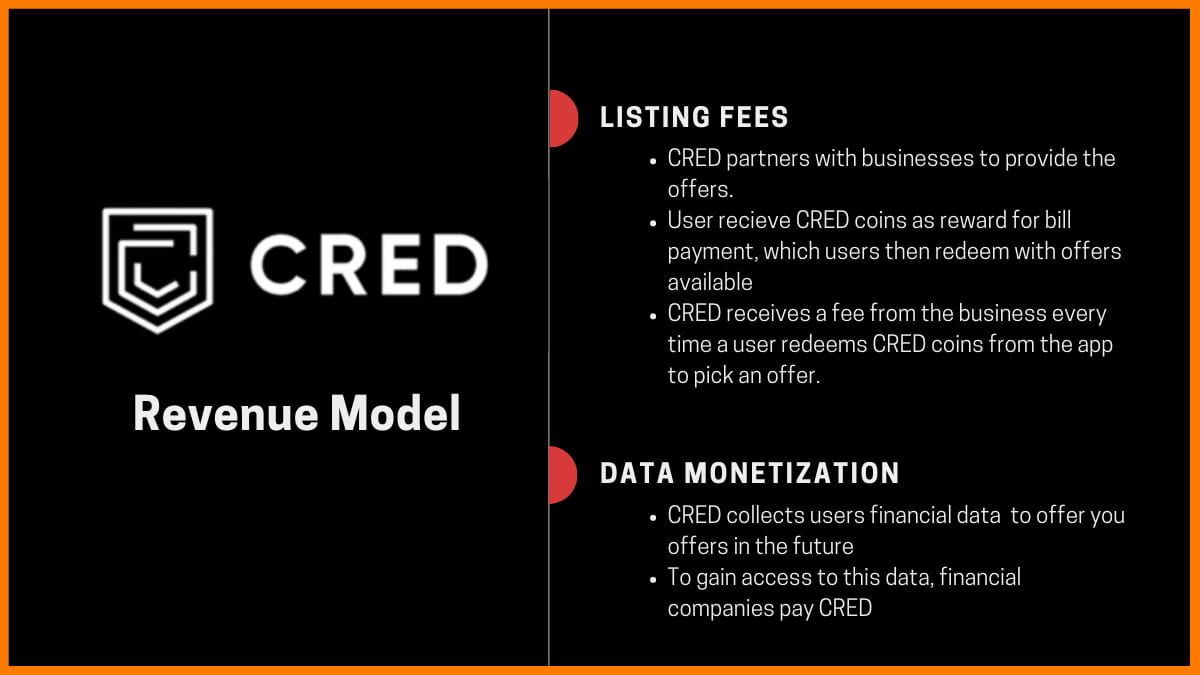 CRED
Revenue Model
LISTING FEES
• CRED partners with businesses to provide the
offers.
• User recieve CRED coins as reward for bill
payment, which users then redeem with offers
available
• CRED receives a fee from the business every
time a user redeems CRED coins from the app
to pick an offer.
DATA MONETIZATION
• CRED collects users financial data  to offer you
offers in the future
• To gain access to this data, financial
companies pay CRED